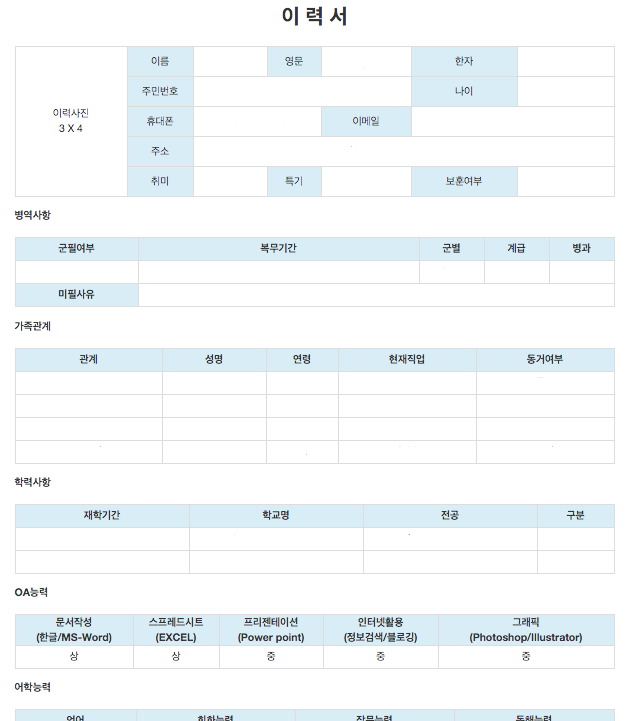 이 력 서
이름 영문 한자
주민번호 나이
이력사진
3 X 4
휴대폰 이메일
주소
취미 특기 보훈여부
병역사항
군필여부 복무기간 군별 계급 병과
미필사유
가족관계
관계 성명 연령 현재직업 동거여부
학력사항
재학기간 학교명 전공 구분
OA능력
문서작성 스프레드시트 프리젠테이션 인터넷활용 그래픽
(한글/MS-Word) (EXCEL) (Power point) (정보검색/블로깅) (Photoshop/Illustrator)
상 상 중 중 중
어학능력
언어 회화능력 작문능력 독해능력